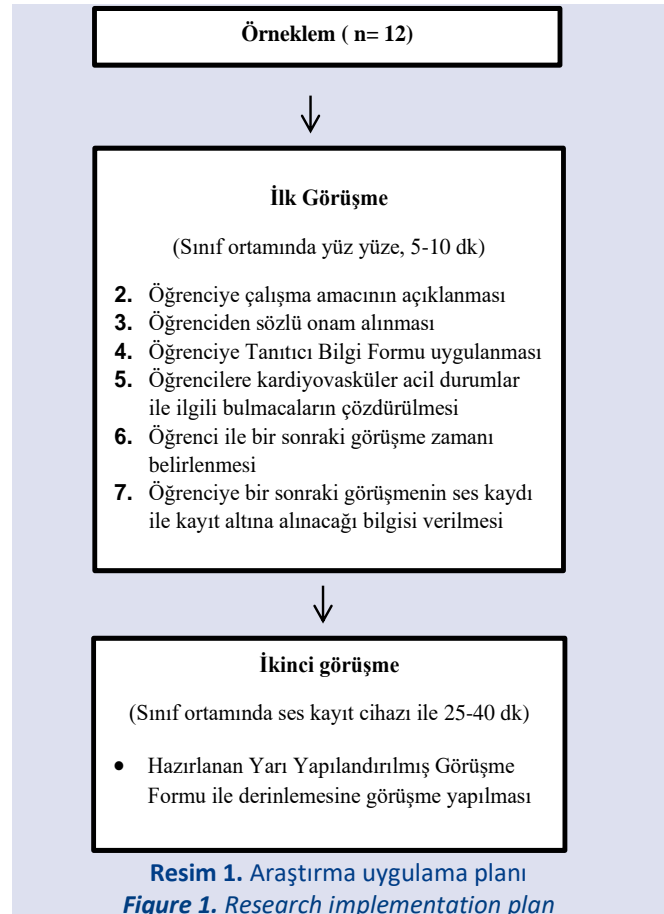 Örneklem ( n= 12)
İlk Görüşme
(Sınıf ortamında yüz yüze, 5-10 dk)
2. Öğrenciye çalışma amacının açıklanması
3. Öğrenciden sözlü onam alınması
4. Öğrenciye Tanıtıcı Bilgi Formu uygulanması
5. Öğrencilere kardiyovasküler acil durumlar
ile ilgili bulmacaların çözdürülmesi
6. Öğrenci ile bir sonraki görüşme zamanı
belirlenmesi
7. Öğrenciye bir sonraki görüşmenin ses kaydı
ile kayıt altına alınacağı bilgisi verilmesi
İkinci görüşme
(Sınıf ortamında ses kayıt cihazı ile 25-40 dk)
• Hazırlanan Yarı Yapılandırılmış Görüşme
Formu ile derinlemesine görüşme yapılması
Resim 1. Araştırma uygulama planı
Figure 1. Research implementation plan